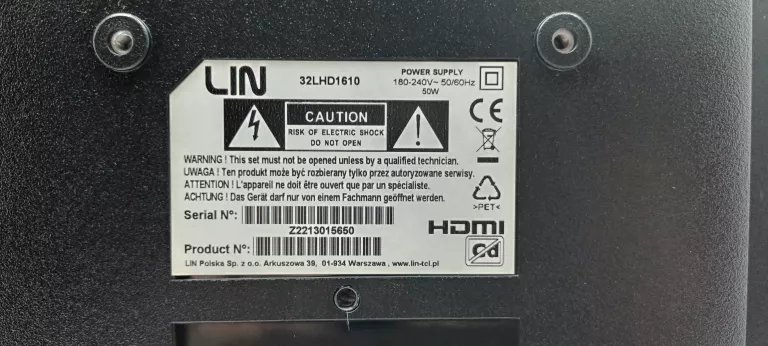 LIN 32LHD1610
POWER SUPPLY
180-240V~ 50/60Hz
50W
CAUTION
RISK OF ELECTRIC SHOCK
DO NOT OPEN
CE
WARNING ! This set must not be opened unless by a qualified technician.
UWAGA ! Ten produkt może być rozbierany tylko przez autoryzowane serwisy.
ATTENTION ! L'appareil ne doit être ouvert que par un spécialiste.
ACHTUNG ! Das Gerät darf nur von einem Fachmann geöffnet werden.
>PET<
Serial N°:
Z2213015650
HDMI
Product N°:
Pb
LIN Polska Sp. z o.o. Arkuszowa 39, 01-934 Warszawa, www.lin-tcl.pl